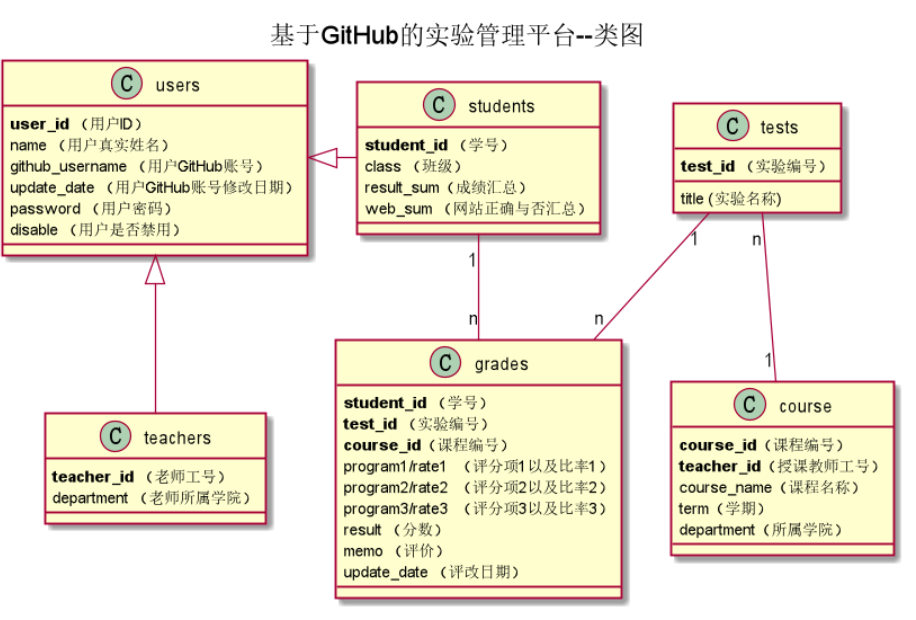 基于GitHub的实验管理平台--类图
C users
user_id （用户ID）
name （用户真实姓名）
github_username （用户GitHub账号）
update_date （用户GitHub账号修改日期）
password （用户密码）
disable （用户是否禁用）
C students
student_id （学号）
class （班级）
result_sum（成绩汇总）
web_sum （网站正确与否汇总）
C tests
test_id （实验编号）
title (实验名称)
1
n
1
n
n
1
C teachers
teacher_id （老师工号）
department （老师所属学院）
C grades
student_id （学号）
test_id （实验编号）
course_id（课程编号）
program1/rate1 （评分项1以及比率1）
program2/rate2 （评分项2以及比率2）
program3/rate3 （评分项3以及比率3）
result （分数）
memo （评价）
update_date （评改日期）
C course
course_id（课程编号）
teacher_id（授课教师工号）
course_name（课程名称）
term（学期）
department（所属学院）